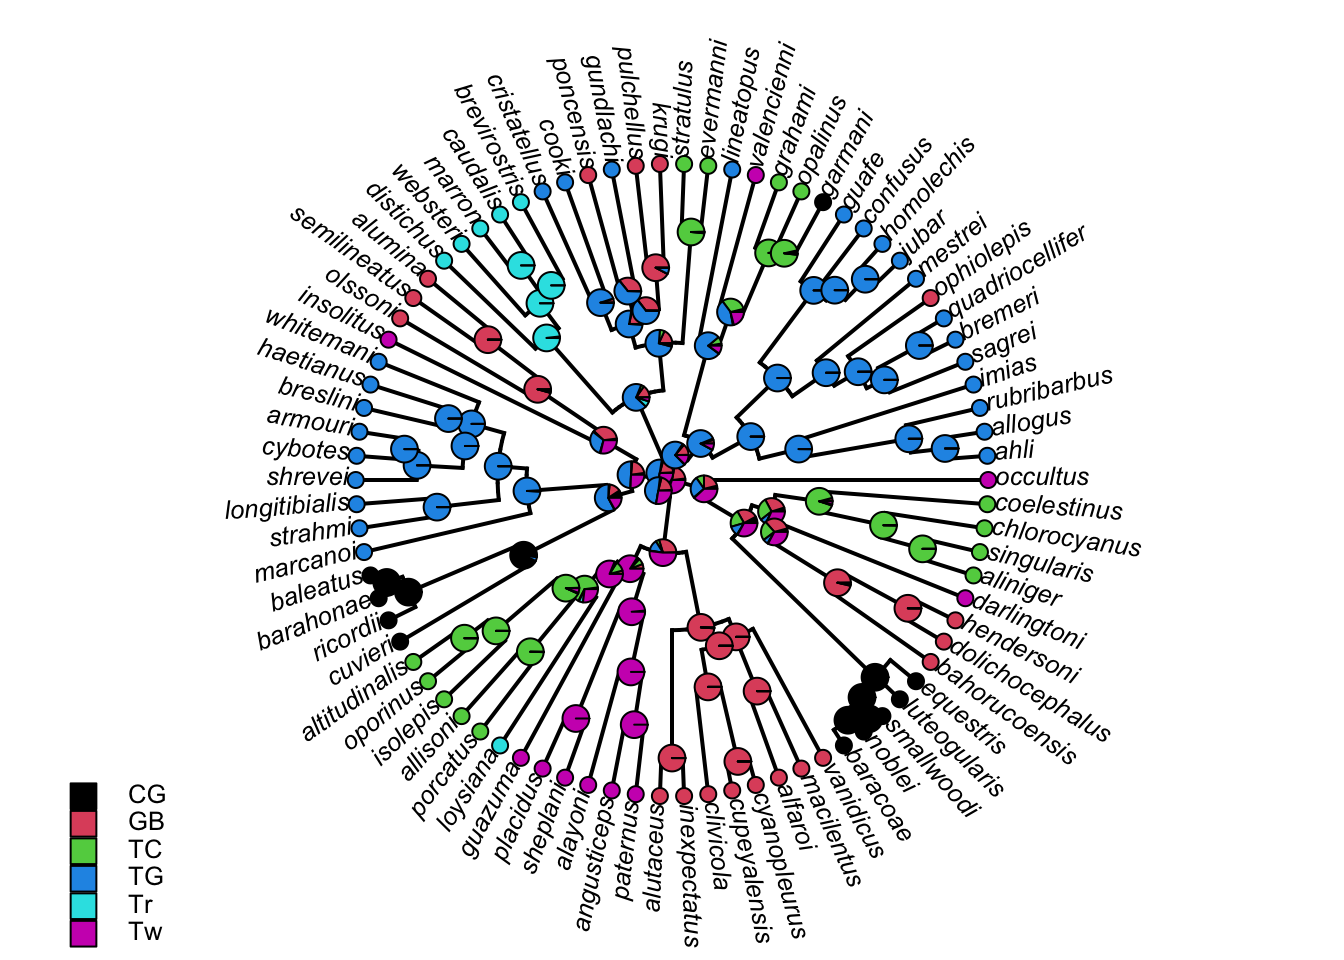 occultus
ahli
allogus
rubribarbus
imias
sagrei
bremeri
quadriocellifer
ophiolepis
mestrei
jubar
homolechis
confusus
guafe
garmani
opalinus
grahami
valencienni
lineatopus
evermanni
stratulus
krugi
pulchellus
gundlachi
poncensis
cooki
cristatellus
brevirostris
caudalis
marron
websteri
distichus
alumina
semilineatus
olssoni
insolitus
whitemani
haetianus
breslini
armouri
cybotes
shrevei
longitibialis
strahmi
marcanoi
baleatus
barahonae
ricordii
cuvieri
altitudinalis
oporinus
isolepis
allisoni
porcatus
loysiana
guazuma
placidus
sheplani
alayoni
angusticeps
paternus
alutaceus
inexpectatus
clivicola
cupeyalensis
cyanopleurus
alfaroi
macilentus
vanidicus
baracoae
noblei
smallwoodi
luteogularis
equestris
bahorucoensis
dolichocephalus
hendersoni
darlingtoni
aliniger
singularis
chlorocyanus
coelestinus
CG
GB
TC
TG
Tr
Tw